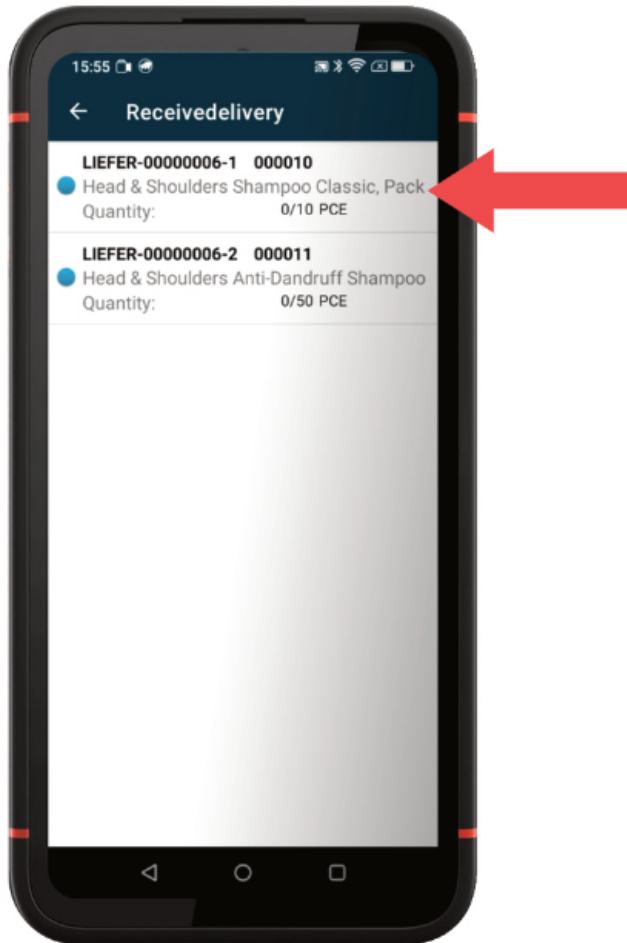 15:55
Receivedelivery
LIEFER-00000006-1 000010
Head & Shoulders Shampoo Classic, Pack
Quantity: 0/10 PCE
LIEFER-00000006-2 000011
Head & Shoulders Anti-Dandruff Shampoo
Quantity: 0/50 PCE